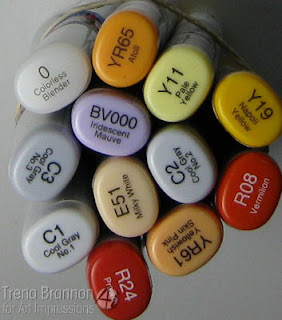 0
Colorless
Blender
YR65
Atoll
Y11
Pale
Yellow
Y19
Napoli
Yellow
BV000
Iridescent
Mauve
C3
Cool Gray
No.3
E51
Milky White
C2
Cool Gray
No.2
R08
Vermilion
C1
Cool Gray
No.1
R24
YR61
Yellowish
Skin Pink
Trena Brannon
for Art Impressions